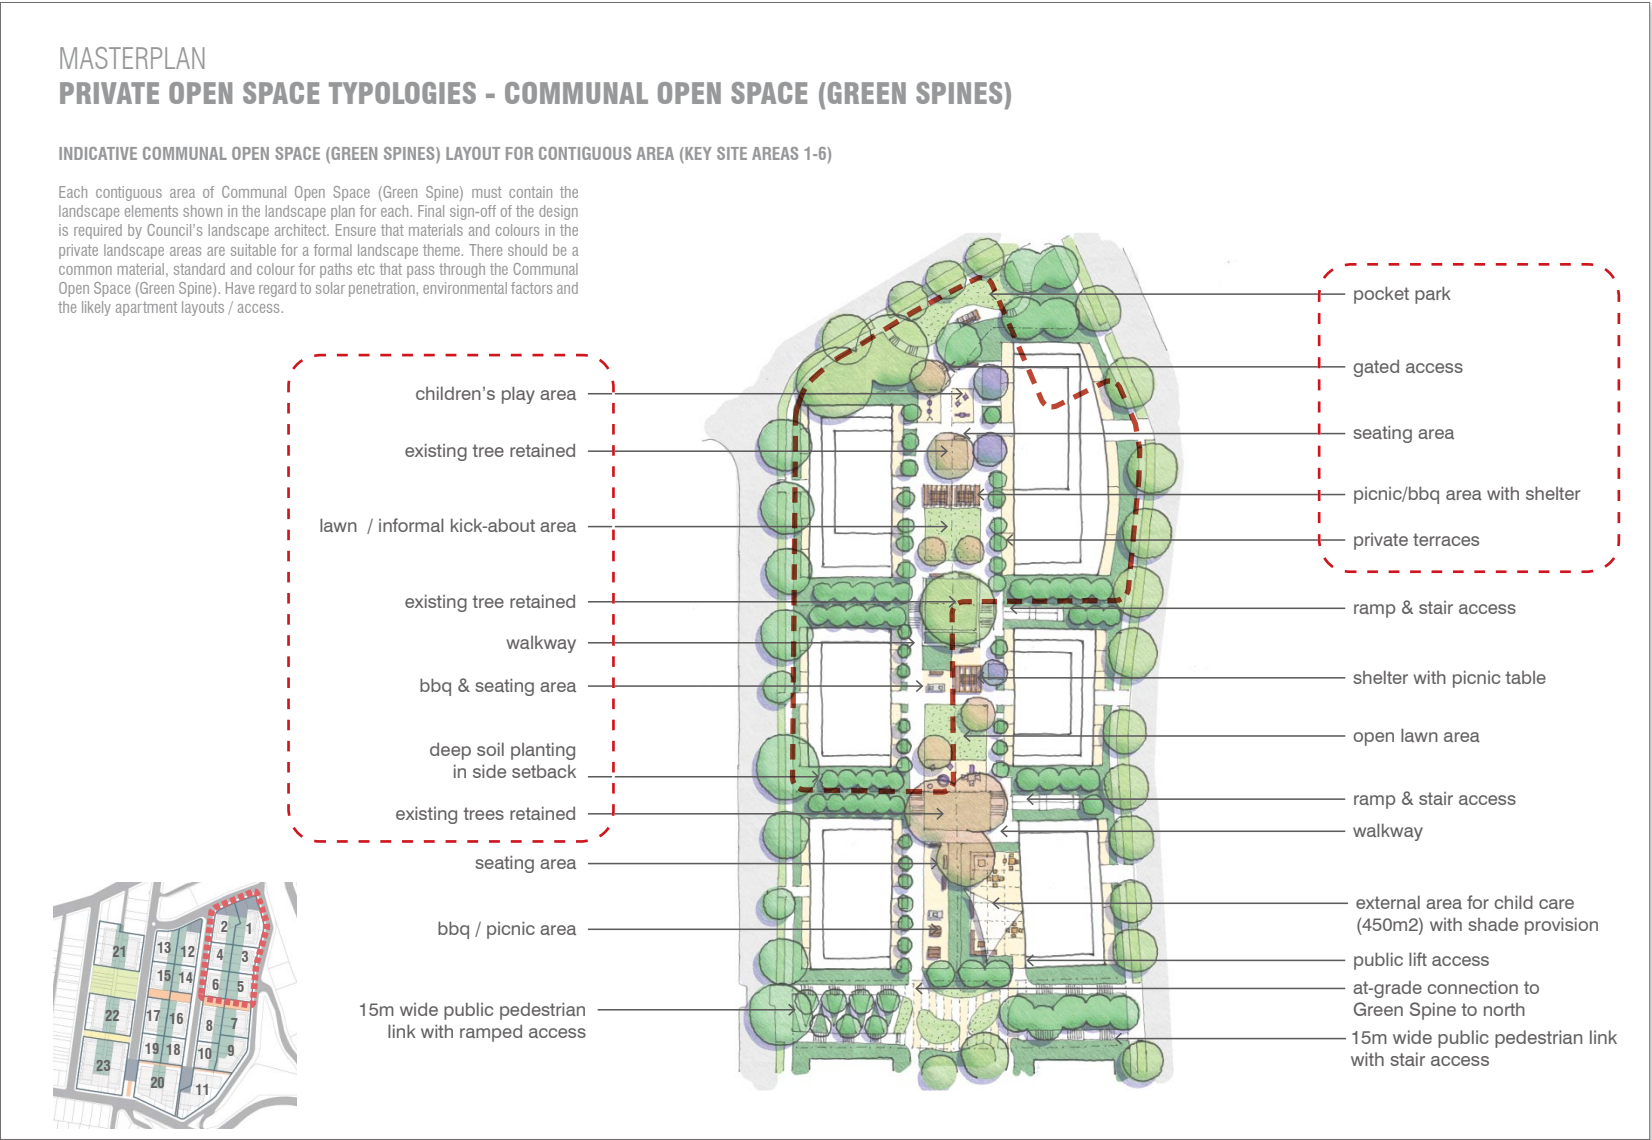 MASTERPLAN
PRIVATE OPEN SPACE TYPOLOGIES - COMMUNAL OPEN SPACE (GREEN SPINES)
INDICATIVE COMMUNAL OPEN SPACE (GREEN SPINES) LAYOUT FOR CONTIGUOUS AREA (KEY SITE AREAS 1-6)
Each contiguous area of Communal Open Space (Green Spine) must contain the
landscape elements shown in the landscape plan for each. Final sign-off of the design
is required by Council's landscape architect. Ensure that materials and colours in the
private landscape areas are suitable for a formal landscape theme. There should be a
common material, standard and colour for paths etc that pass through the Communal
Open Space (Green Spine). Have regard to solar penetration, environmental factors and
the likely apartment layouts / access.
children's play area
existing tree retained
lawn / informal kick-about area
existing tree retained
walkway
bbq & seating area
deep soil planting
in side setback
existing trees retained
seating area
bbq / picnic area
15m wide public pedestrian
link with ramped access
pocket park
gated access
seating area
picnic/bbq area with shelter
private terraces
ramp & stair access
shelter with picnic table
open lawn area
ramp & stair access
walkway
external area for child care
(450m2) with shade provision
public lift access
at-grade connection to
Green Spine to north
15m wide public pedestrian link
with stair access
2 1
21 13 12 4 3
15 14 6 5
22 17 16 8 7
19 18 10 9
23 20 11